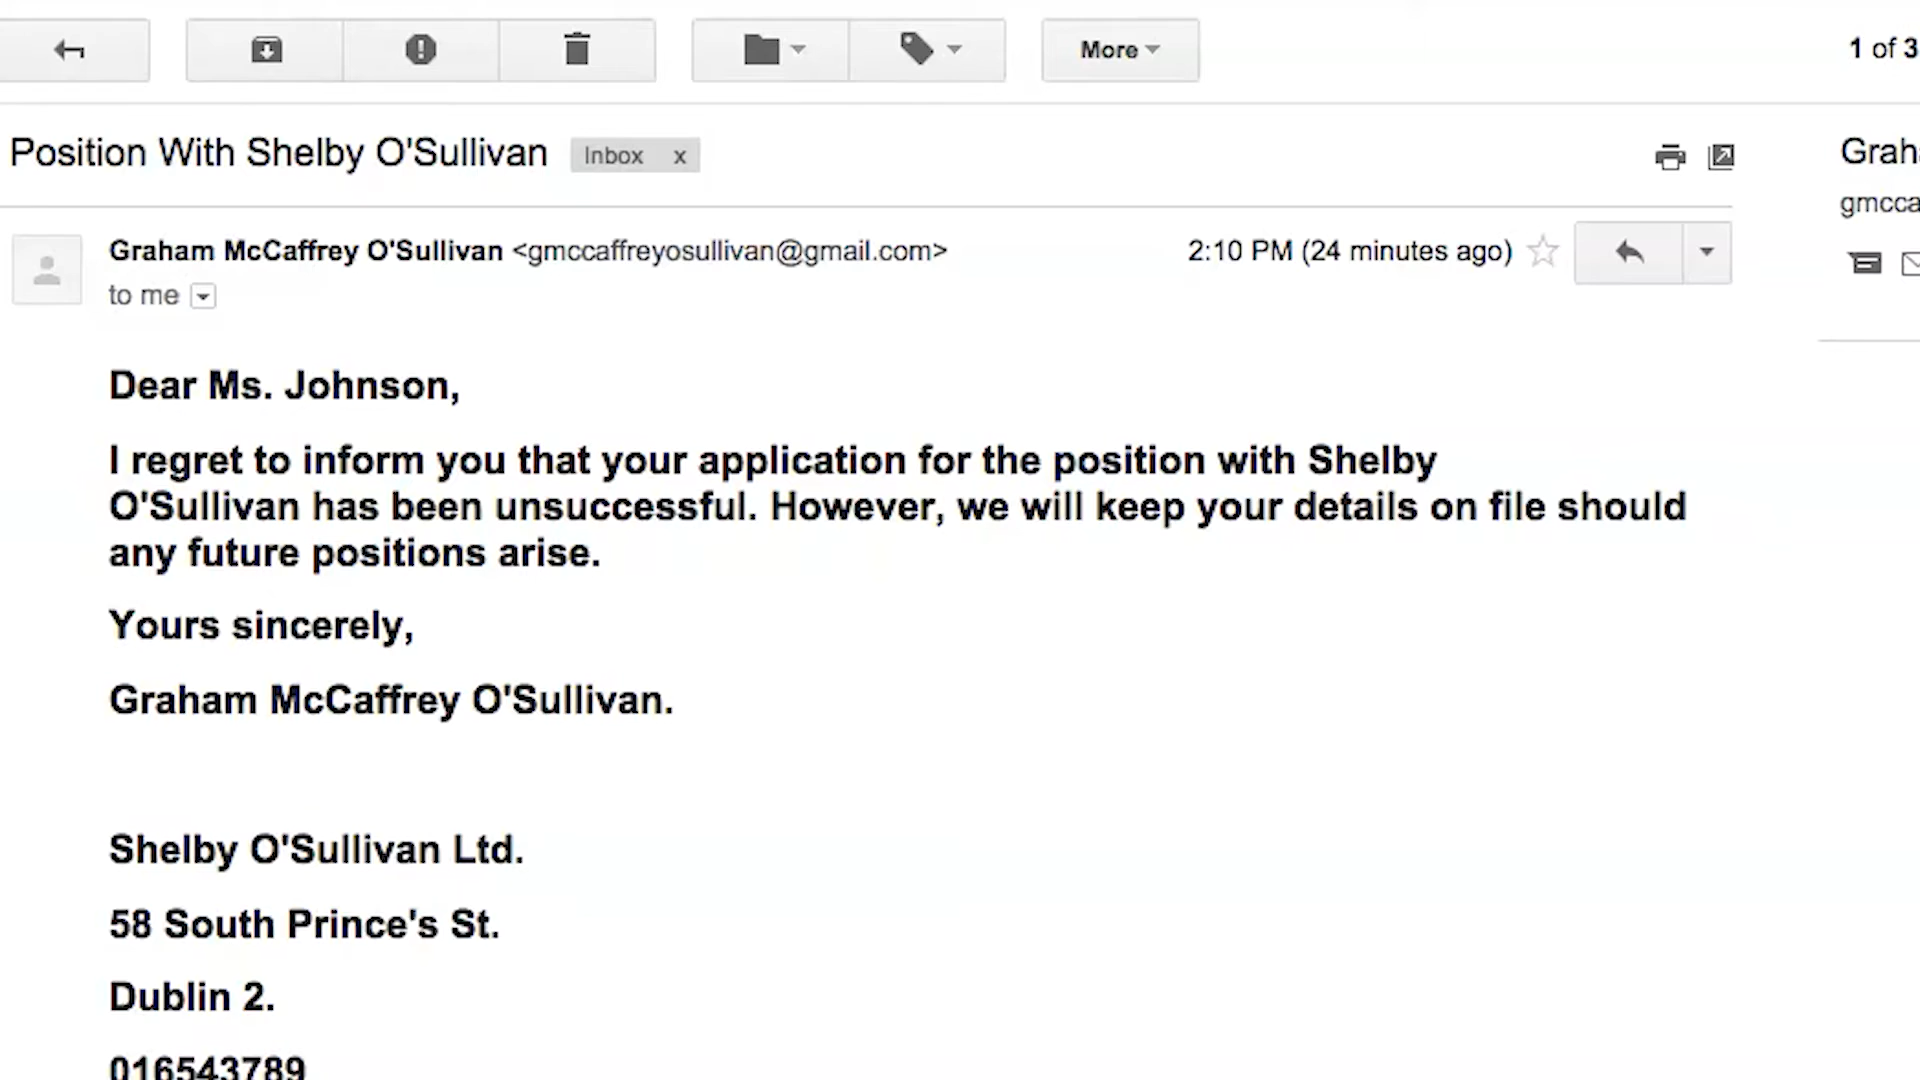 More
1 of 3
Position With Shelby O'Sullivan
Inbox x
Grah
gmcca
Graham McCaffrey O'Sullivan <gmccaffreyosullivan@gmail.com>
2:10 PM (24 minutes ago)
to me
Dear Ms. Johnson,
I regret to inform you that your application for the position with Shelby
O'Sullivan has been unsuccessful. However, we will keep your details on file should
any future positions arise.
Yours sincerely,
Graham McCaffrey O'Sullivan.
Shelby O'Sullivan Ltd.
58 South Prince's St.
Dublin 2.
016543789